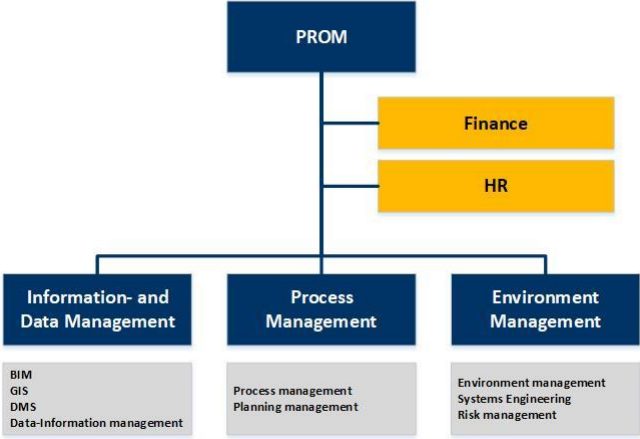 PROM
Finance
HR
Information- and
Data Management
Process
Management
Environment
Management
BIM
GIS
DMS
Data-Information management
Process management
Planning management
Environment management
Systems Engineering
Risk management